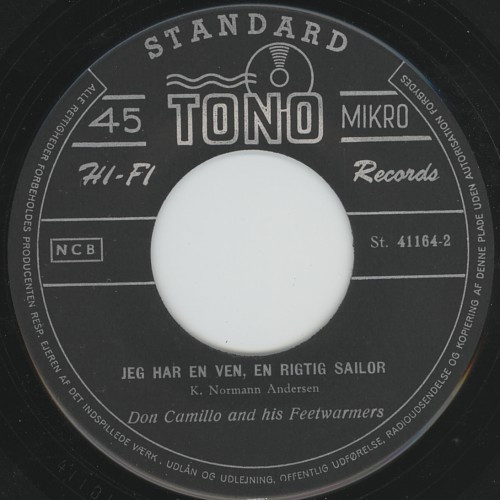 STANDARD
TONO
45
MIKRO
HI-FI
Records
NCB
St. 41164-2
JEG HAR EN VEN, EN RIGTIG SAILOR
K. Normann Andersen
Don Camillo and his Feetwarmers
ALLE RETTIGHEDER FORBEHOLDES PRODUCENTEN RESP. EJEREN AF DET INDSPILLEDE VÆRK. UDLÅN OG UDLEJNING, OFFENTLIG UDFØRELSE, RADIOUDSENDELSE OG KOPIERING AF DENNE PLADE UDEN AUTORISATION FORBYDES